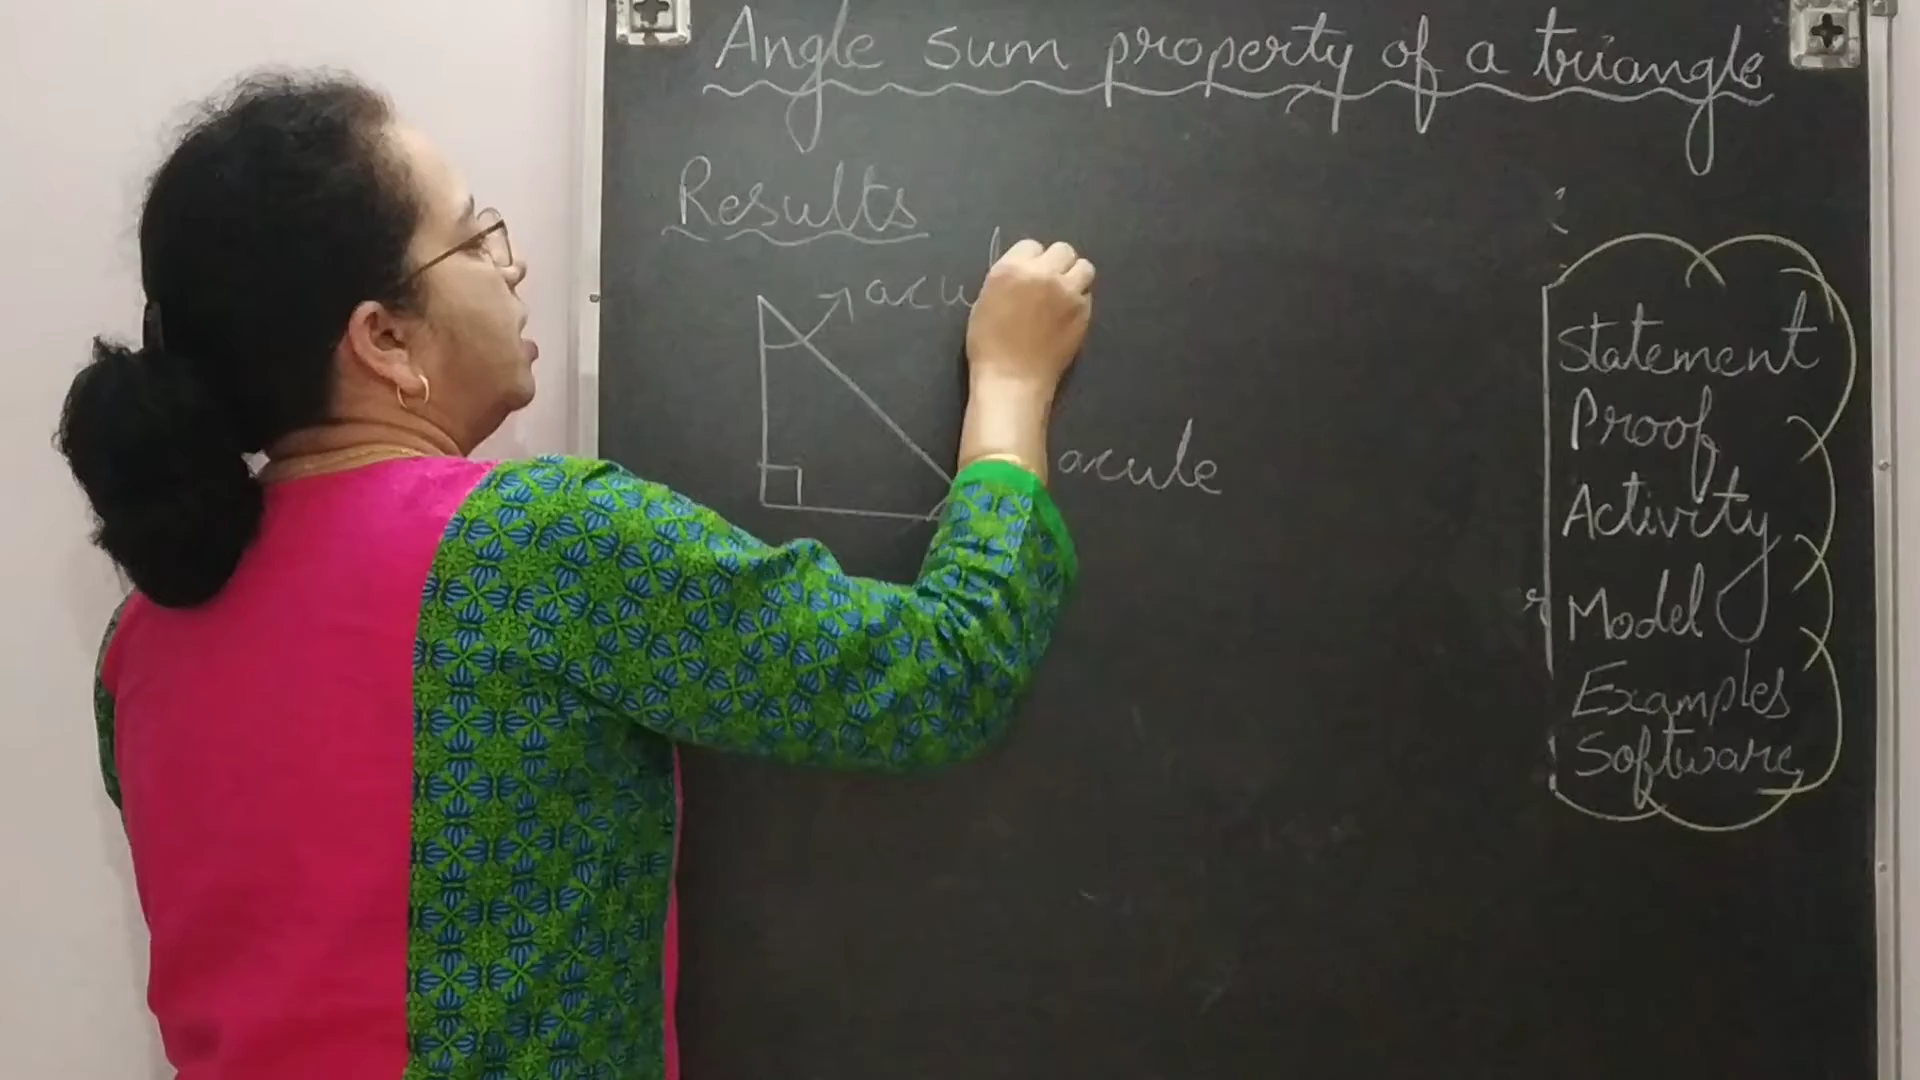 Angle sum property of a triangle
Results
acute
Statement
Proof
Activity
Model
Examples
Software